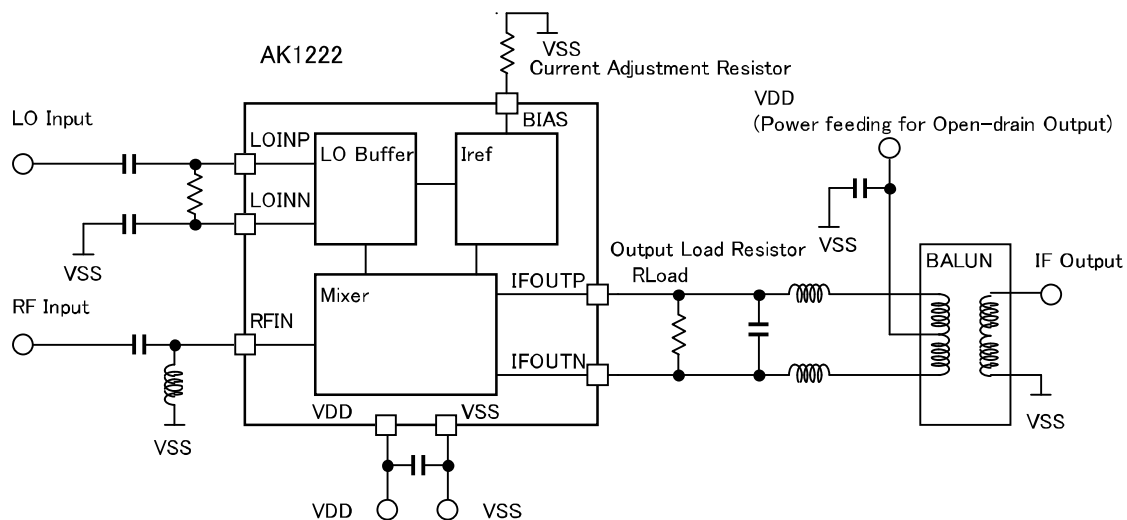 VSS
AK1222
Current Adjustment Resistor
VDD
(Power feeding for Open-drain Output)
LO Input
BIAS
LOINP
LO Buffer
Iref
LOINN
VSS
VSS
Output Load Resistor
RLoad
BALUN
IF Output
Mixer
IFOUTP
RF Input
RFIN
IFOUTN
VDD
VSS
VSS
VSS
VDD
VSS